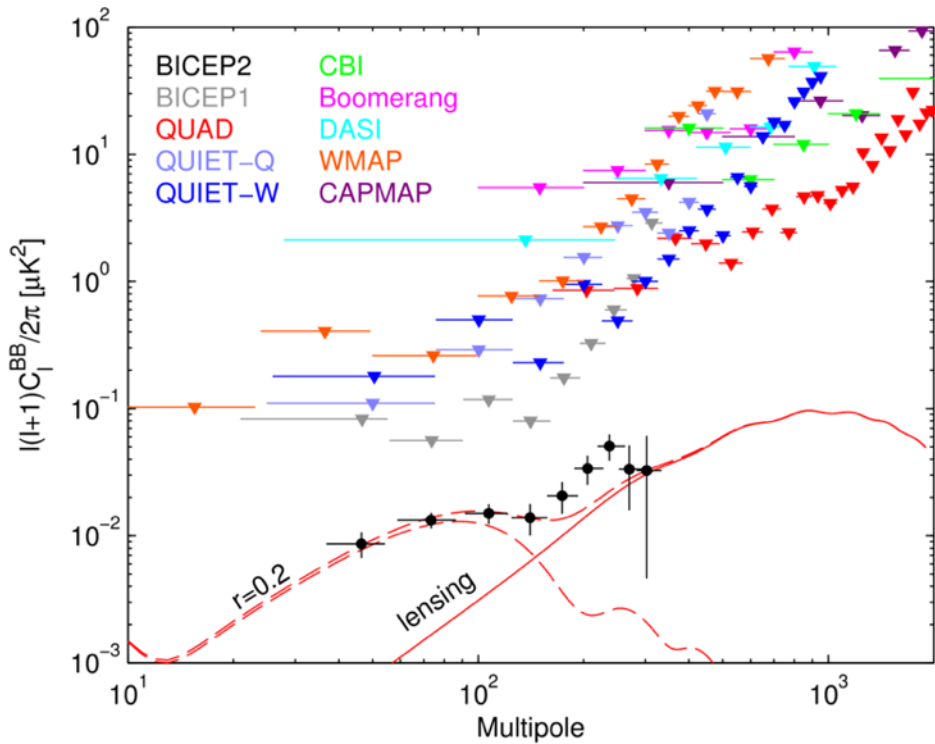 l(l+1)C_l^BB/2π [μK²]
10²
10¹
10⁰
10⁻¹
10⁻²
10⁻³
BICEP2 CBI
BICEP1 Boomerang
QUAD DASI
QUIET-Q WMAP
QUIET-W CAPMAP
r=0.2
lensing
10¹ 10² 10³
Multipole